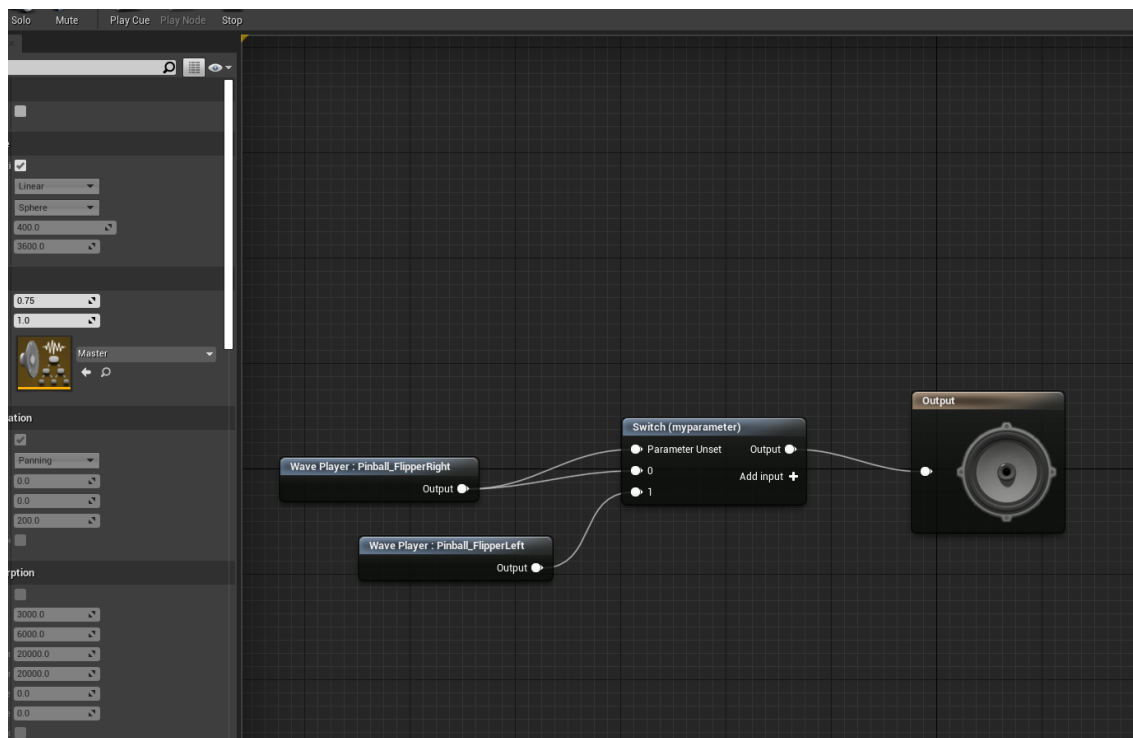 Solo Mute Play Cue Play Node Stop
Linear
Sphere
400.0
3600.0
0.75
1.0
Master
ation
Panning
0.0
0.0
200.0
rption
3000.0
6000.0
20000.0
20000.0
0.0
0.0
Wave Player : Pinball_FlipperRight
Output
Wave Player : Pinball_FlipperLeft
Output
Switch (myparameter)
Parameter Unset Output
0 Add input
1
Output